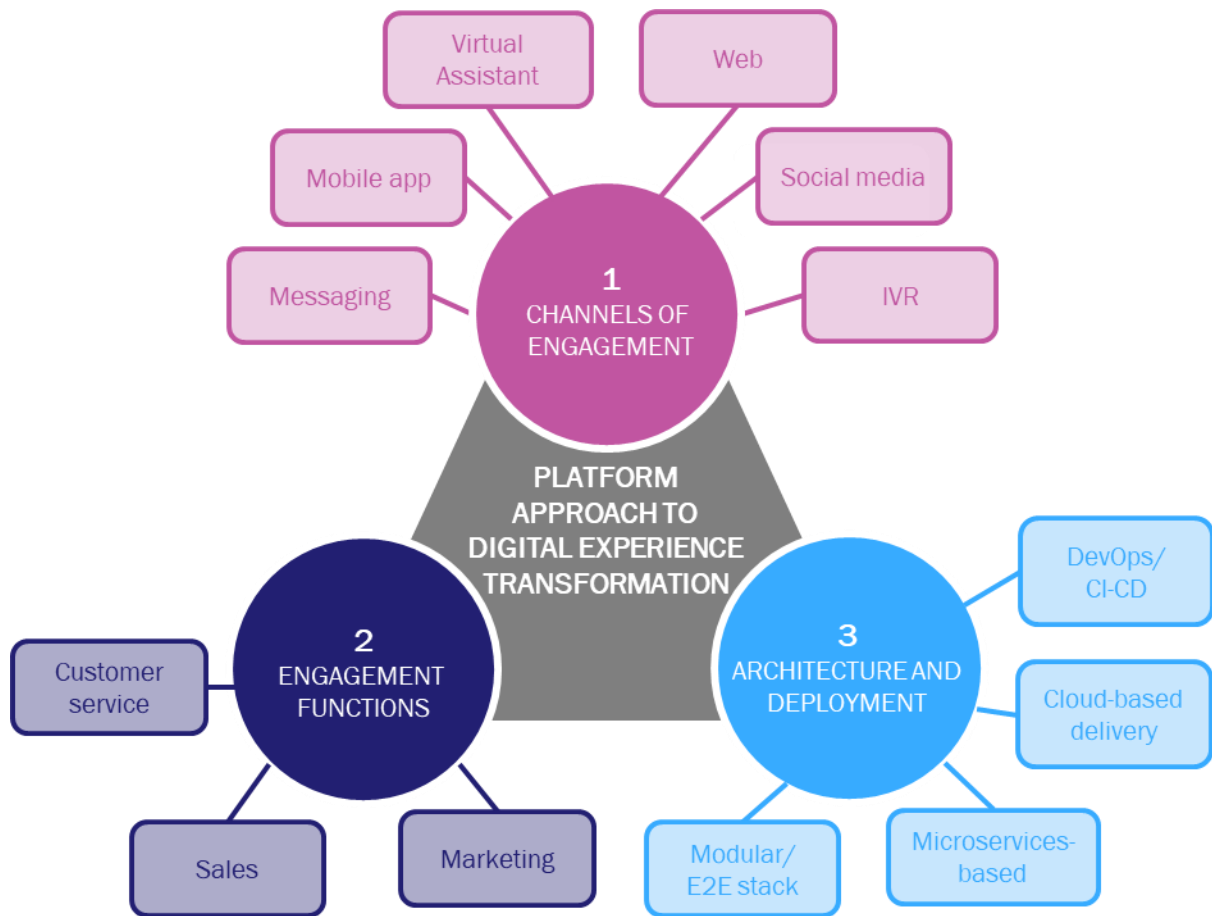 Virtual
Assistant
Web
Mobile app
Social media
Messaging
IVR
1
CHANNELS OF
ENGAGEMENT
PLATFORM
APPROACH TO
DIGITAL EXPERIENCE
TRANSFORMATION
2
ENGAGEMENT
FUNCTIONS
Customer
service
Sales
Marketing
3
ARCHITECTURE AND
DEPLOYMENT
DevOps/
CI-CD
Cloud-based
delivery
Microservices-
based
Modular/
E2E stack